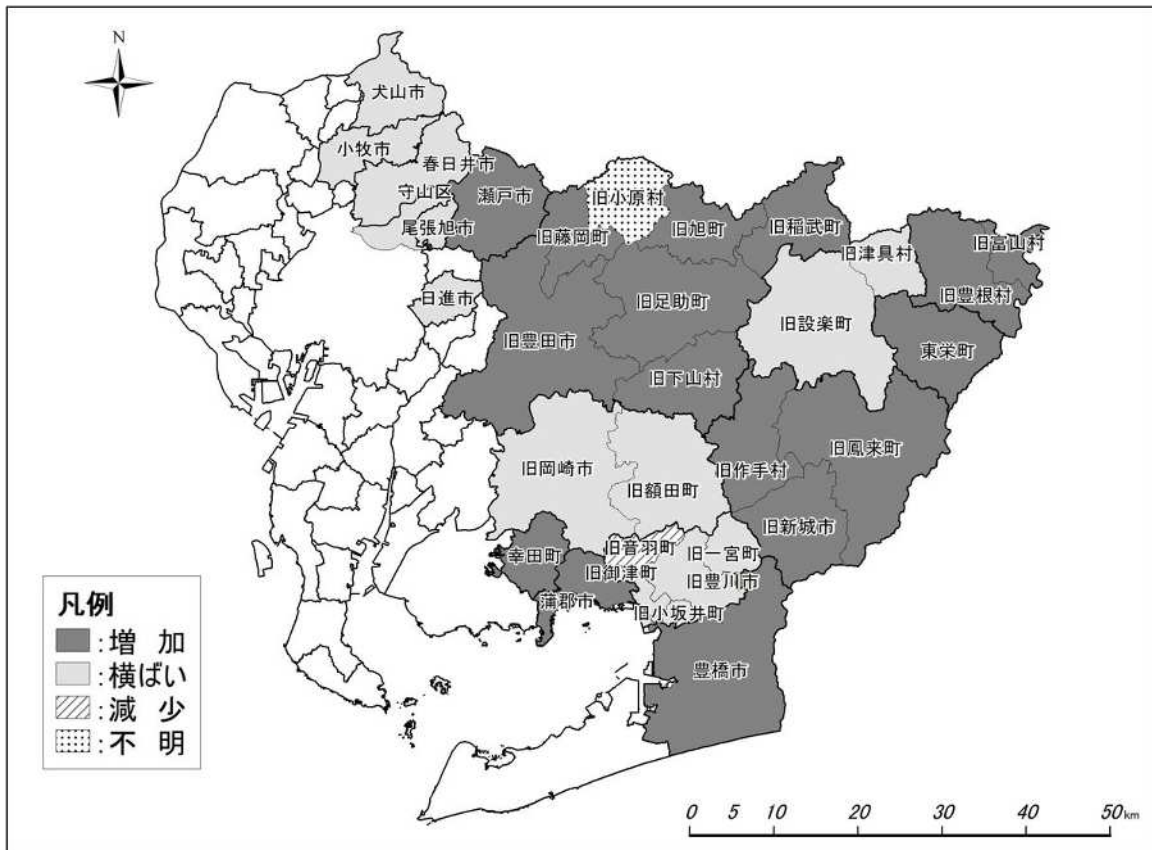 N
犬山市
小牧市
春日井市
守山区
瀬戸市
尾張旭市
旧小原村
旧藤岡町
旧旭町
旧稲武町
旧津具村
旧富山村
旧豊根村
日進市
旧足助町
旧豊田市
旧設楽町
東栄町
旧下山村
旧鳳来町
旧岡崎市
旧作手村
旧額田町
旧新城市
旧音羽町
旧一宮町
幸田町
旧御津町
旧豊川市
蒲郡市
旧小坂井町
豊橋市
凡例
:増 加
:横ばい
:減 少
:不 明
0 5 10 20 30 40 50km